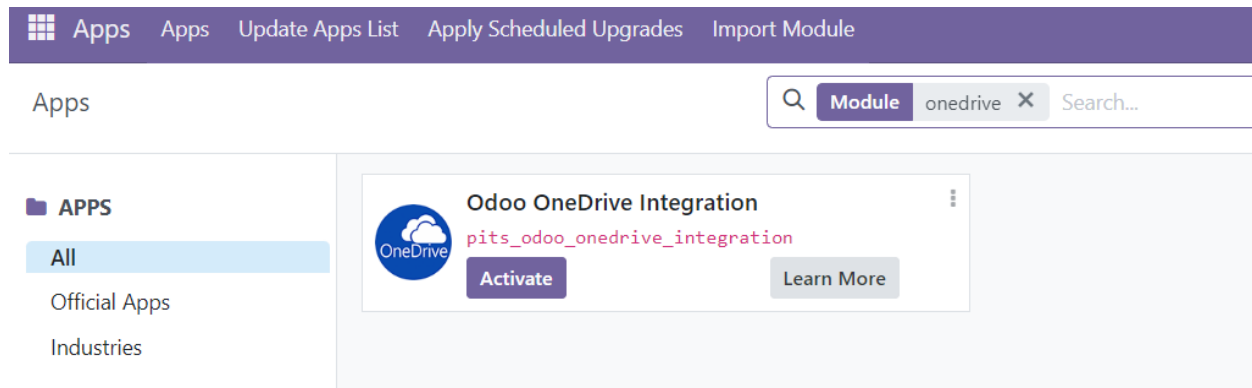 Apps Apps Update Apps List Apply Scheduled Upgrades Import Module
Apps
Module onedrive Search...
APPS
All
Official Apps
Industries
OneDrive
Odoo OneDrive Integration
pits_odoo_onedrive_integration
Activate Learn More